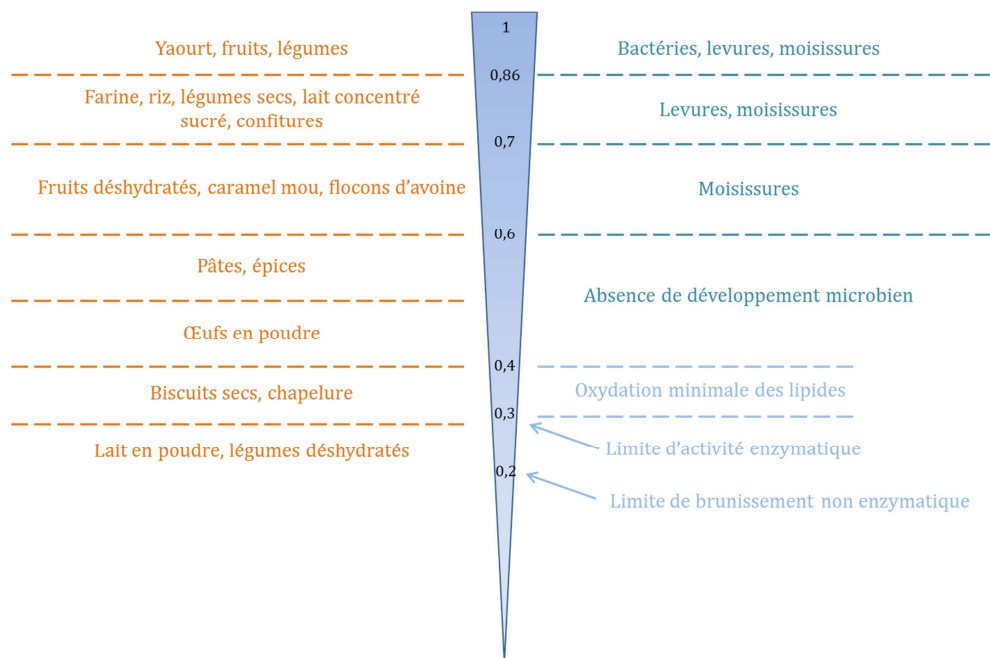 1
Yaourt, fruits, légumes
Bactéries, levures, moisissures
0,86
Farine, riz, légumes secs, lait concentré
sucré, confitures
Levures, moisissures
0,7
Fruits déshydratés, caramel mou, flocons d'avoine
Moisissures
0,6
Pâtes, épices
Absence de développement microbien
Œufs en poudre
0,4
Biscuits secs, chapelure
Oxydation minimale des lipides
0,3
Lait en poudre, légumes déshydratés
Limite d'activité enzymatique
0,2
Limite de brunissement non enzymatique